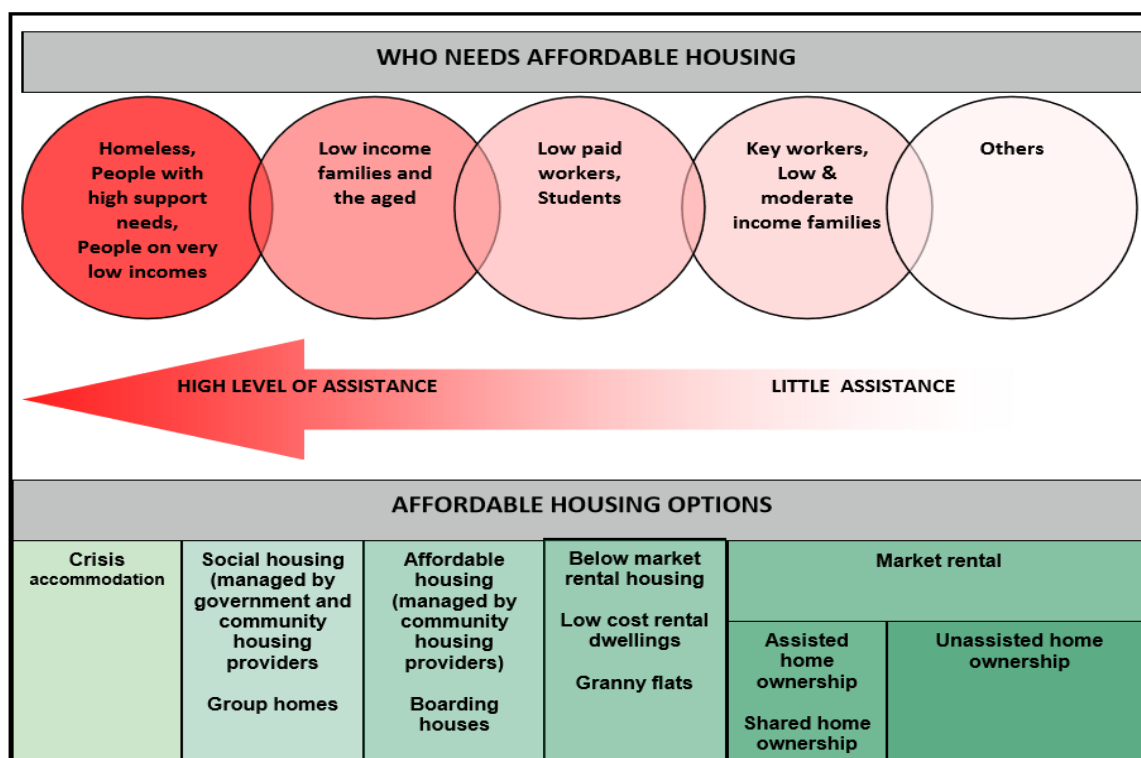 WHO NEEDS AFFORDABLE HOUSING
Homeless,
People with
high support
needs,
People on very
low incomes
Low income
families and
the aged
Low paid
workers,
Students
Key workers,
Low &
moderate
income families
Others
HIGH LEVEL OF ASSISTANCE
LITTLE ASSISTANCE
AFFORDABLE HOUSING OPTIONS
Crisis
accommodation
Social housing
(managed by
government and
community
housing
providers
Group homes
Affordable
housing
(managed by
community
housing
providers)
Boarding
houses
Below market
rental housing
Low cost rental
dwellings
Granny flats
Market rental
Assisted
home
ownership
Shared home
ownership
Unassisted home
ownership